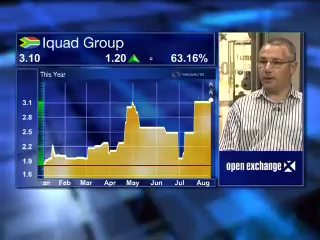 Iquad Group
3.10 1.20 63.16%
This Year
3.1
2.8
2.5
2.2
1.9
1.6
an Feb Mar Apr May Jun Jul Aug
open exchange